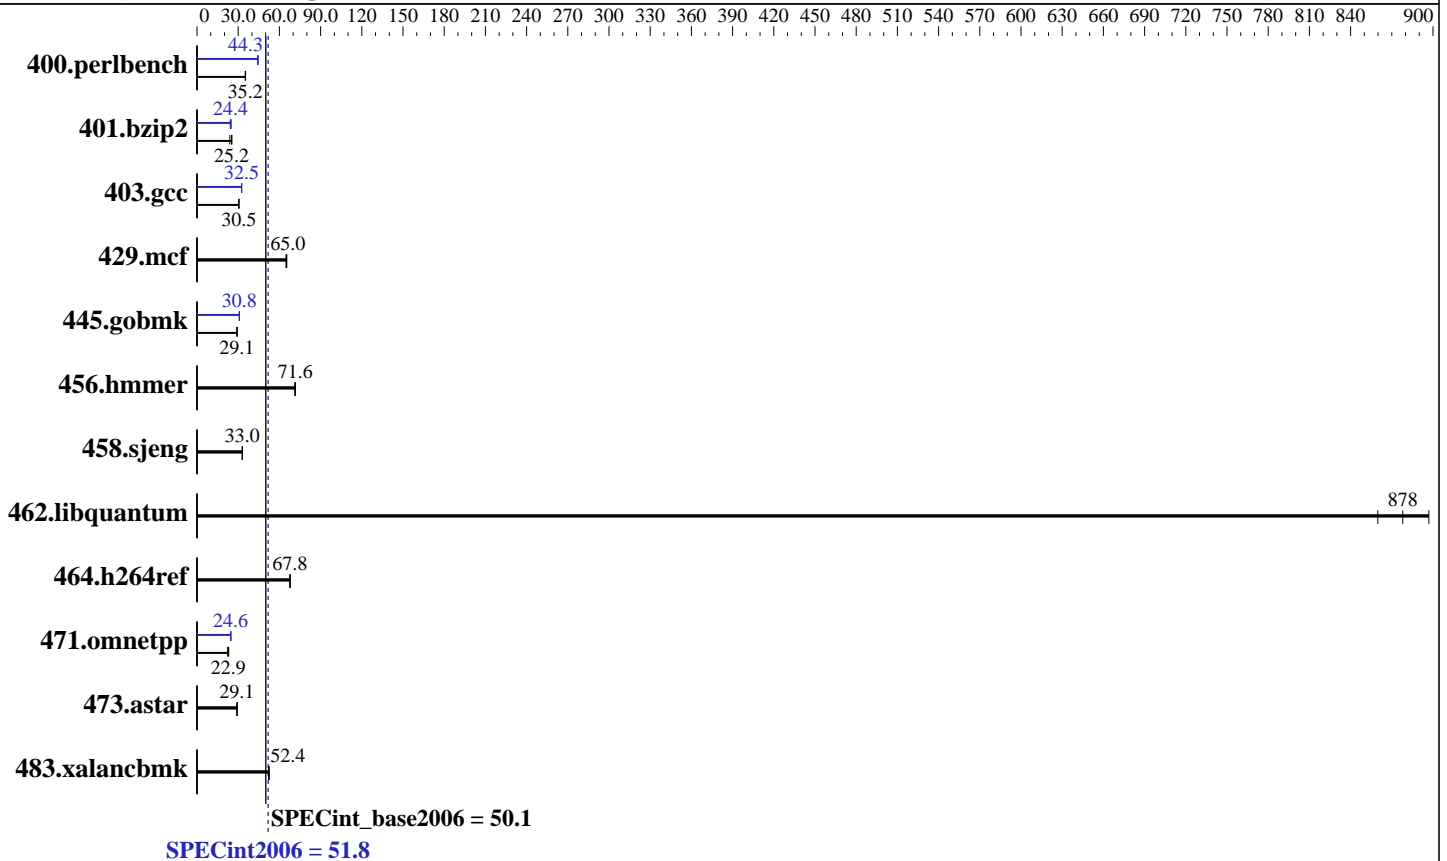 0 30.0 60.0 90.0 120 150 180 210 240 270 300 330 360 390 420 450 480 510 540 570 600 630 660 690 720 750 780 810 840 900
44.3
400.perlbench
35.2
24.4
401.bzip2
25.2
32.5
403.gcc
30.5
65.0
429.mcf
30.8
445.gobmk
29.1
71.6
456.hmmer
33.0
458.sjeng
878
462.libquantum
67.8
464.h264ref
24.6
471.omnetpp
22.9
29.1
473.astar
52.4
483.xalancbmk
SPECint_base2006 = 50.1
SPECint2006 = 51.8